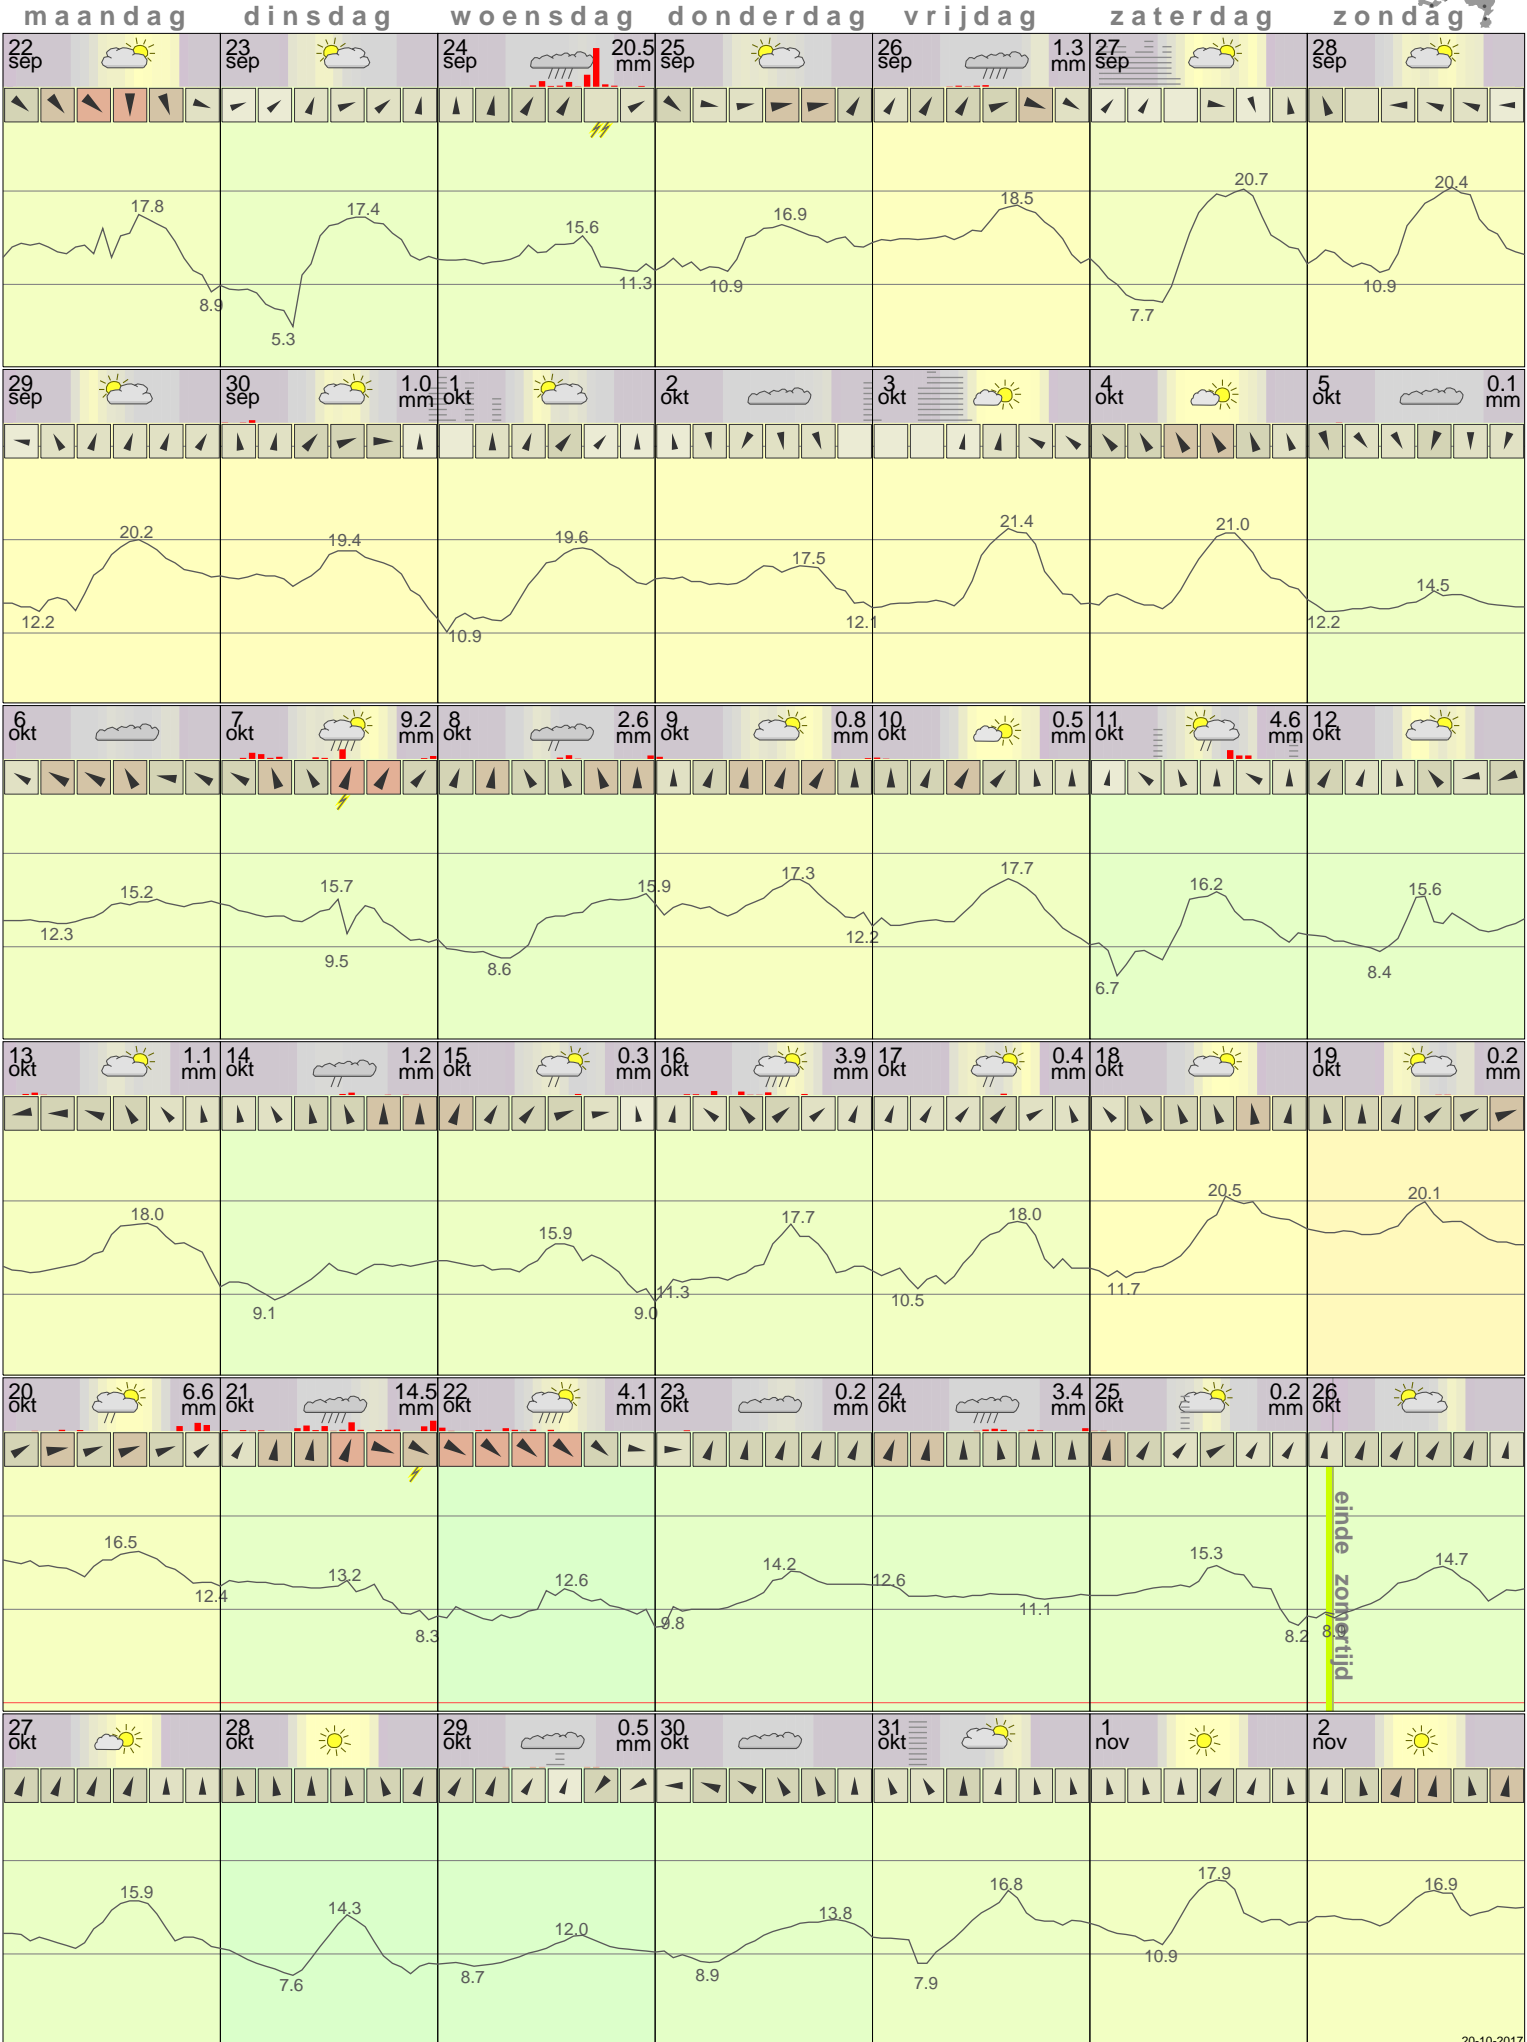 maandag dinsdag woensdag donderdag vrijdag zaterdag zondag
22 23 24 20.5 25 26 1.3 27 28
sep sep sep mm sep sep mm sep sep
17.8 17.4 15.6 16.9 18.5 20.7 20.4
8.9 5.3 11.3 10.9 7.7 10.9
29 30 1.0 1 2 3 4 5 0.1
sep sep mm okt okt okt okt okt mm
20.2 19.4 19.6 17.5 21.4 21.0 14.5
12.2 10.9 12.1 12.2
6 7 9.2 8 2.6 9 0.8 10 0.5 11 4.6 12
okt okt mm okt mm okt mm okt mm okt mm okt
15.2 15.7 15.9 17.3 17.7 16.2 15.6
12.3 9.5 8.6 12.2 6.7 8.4
13 1.1 14 1.2 15 0.3 16 3.9 17 0.4 18 19 0.2
okt mm okt mm okt mm okt mm okt mm okt okt mm
18.0 15.9 17.7 18.0 20.5 20.1
9.1 9.0 11.3 10.5 11.7
20 6.6 21 14.5 22 4.1 23 0.2 24 3.4 25 0.2 26
okt mm okt mm okt mm okt mm okt mm okt mm okt
einde zomertijd
16.5 13.2 12.6 14.2 12.6 15.3 14.7
12.4 8.3 9.8 11.1 8.2
27 28 29 0.5 30 31 1 2
okt okt okt mm okt okt nov nov
15.9 14.3 12.0 13.8 16.8 17.9 16.9
7.6 8.7 8.9 7.9 10.9
20-10-2017